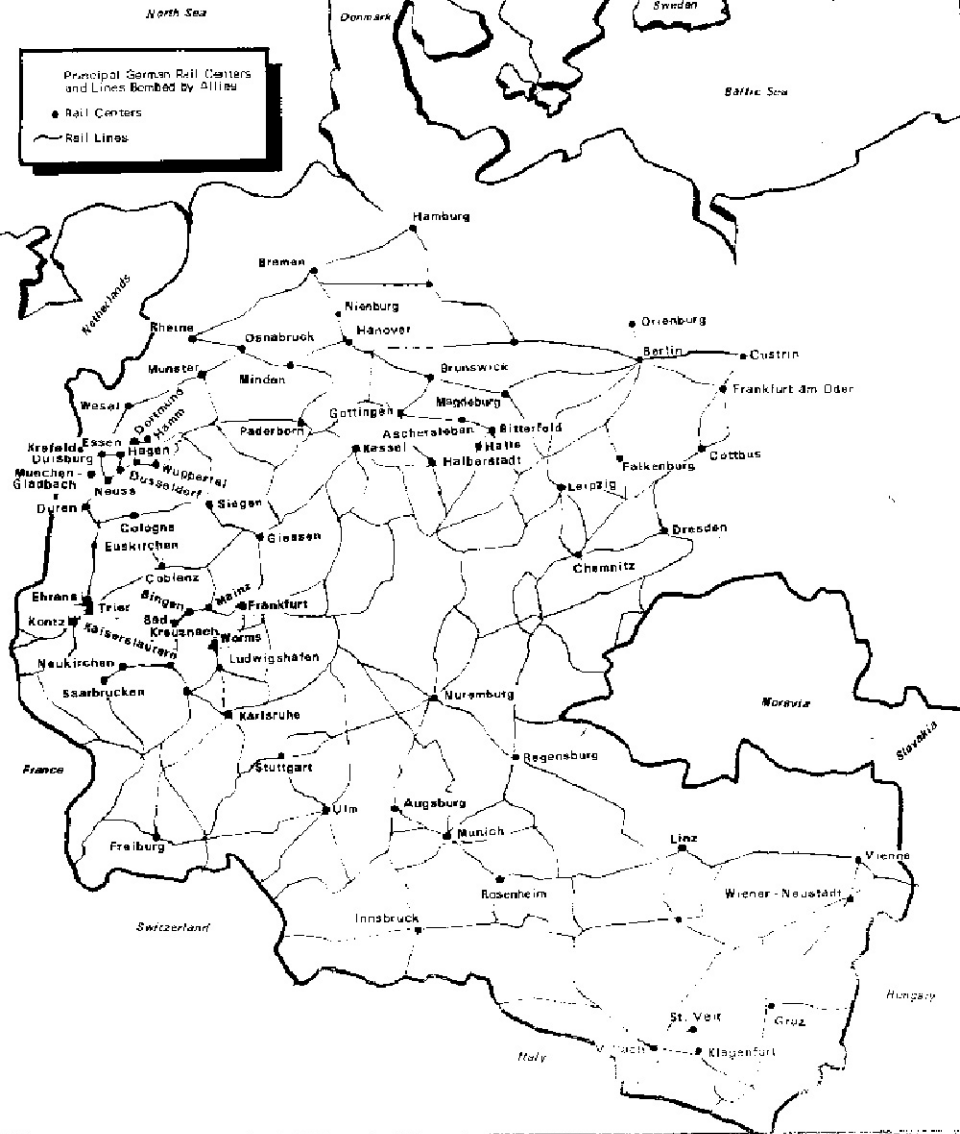 North Sea
Denmark
Sweden
Principal German Rail Centers
and Lines Bombed by Allies
Rail Centers
Rail Lines
Baltic Sea
Hamburg
Bremen
Netherlands
Nienburg
Rheine
Osnabruck
Hanover
Orienburg
Berlin
Custrin
Munster
Minden
Brunswick
Frankfurt am Oder
Wesel
Dortmund
Hamm
Gottingen
Magdeburg
Paderborn
Aschersleben
Bitterfeld
Krefeld
Essen
Hagen
Kassel
Halle
Duisburg
Halberstadt
Cottbus
Munchen-
Gladbach
Wuppertal
Falkenburg
Neuss
Dusseldorf
Leipzig
Duren
Siegen
Cologne
Dresden
Euskirchen
Giessen
Coblenz
Chemnitz
Ehrang
Trier
Bingen
Mainz
Frankfurt
Kontz
Kaiserslautern
Bad
Kreuznach
Worms
Neukirchen
Ludwigshafen
Saarbrucken
Nuremburg
Moravia
Karlsruhe
Slovakia
France
Stuttgart
Regensburg
Ulm
Augsburg
Munich
Freiburg
Linz
Vienna
Rosenheim
Wiener-Neustadt
Switzerland
Innsbruck
Hungary
St. Veit
Graz
Italy
Klagenfurt